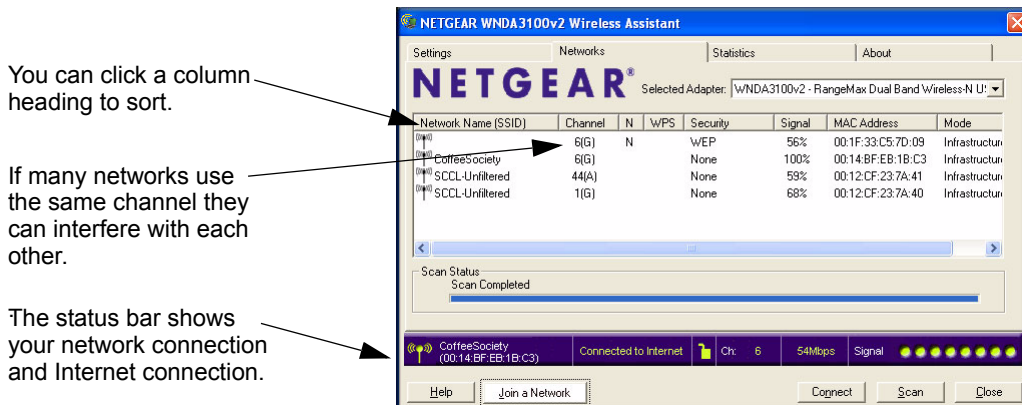 NETGEAR WNDA3100v2 Wireless Assistant
Settings Networks Statistics About
NETGEAR® Selected Adapter: WNDA3100v2 - RangeMax Dual Band Wireless-N
You can click a column
heading to sort.
Network Name (SSID) Channel N WPS Security Signal MAC Address Mode
6(G) N WEP 56% 00:1F:33:C5:7D:09 Infrastructur
CoffeeSociety 6(G) None 100% 00:14:BF:EB:1B:C3 Infrastructur
SCCL-Unfiltered 44(A) None 59% 00:12:CF:23:7A:41 Infrastructur
SCCL-Unfiltered 1(G) None 68% 00:12:CF:23:7A:40 Infrastructur
If many networks use
the same channel they
can interfere with each
other.
Scan Status
Scan Completed
The status bar shows
your network connection
and Internet connection.
CoffeeSociety
(00:14:BF:EB:1B:C3) Connected to Internet Ch: 6 54Mbps Signal
Help Join a Network Connect Scan Close